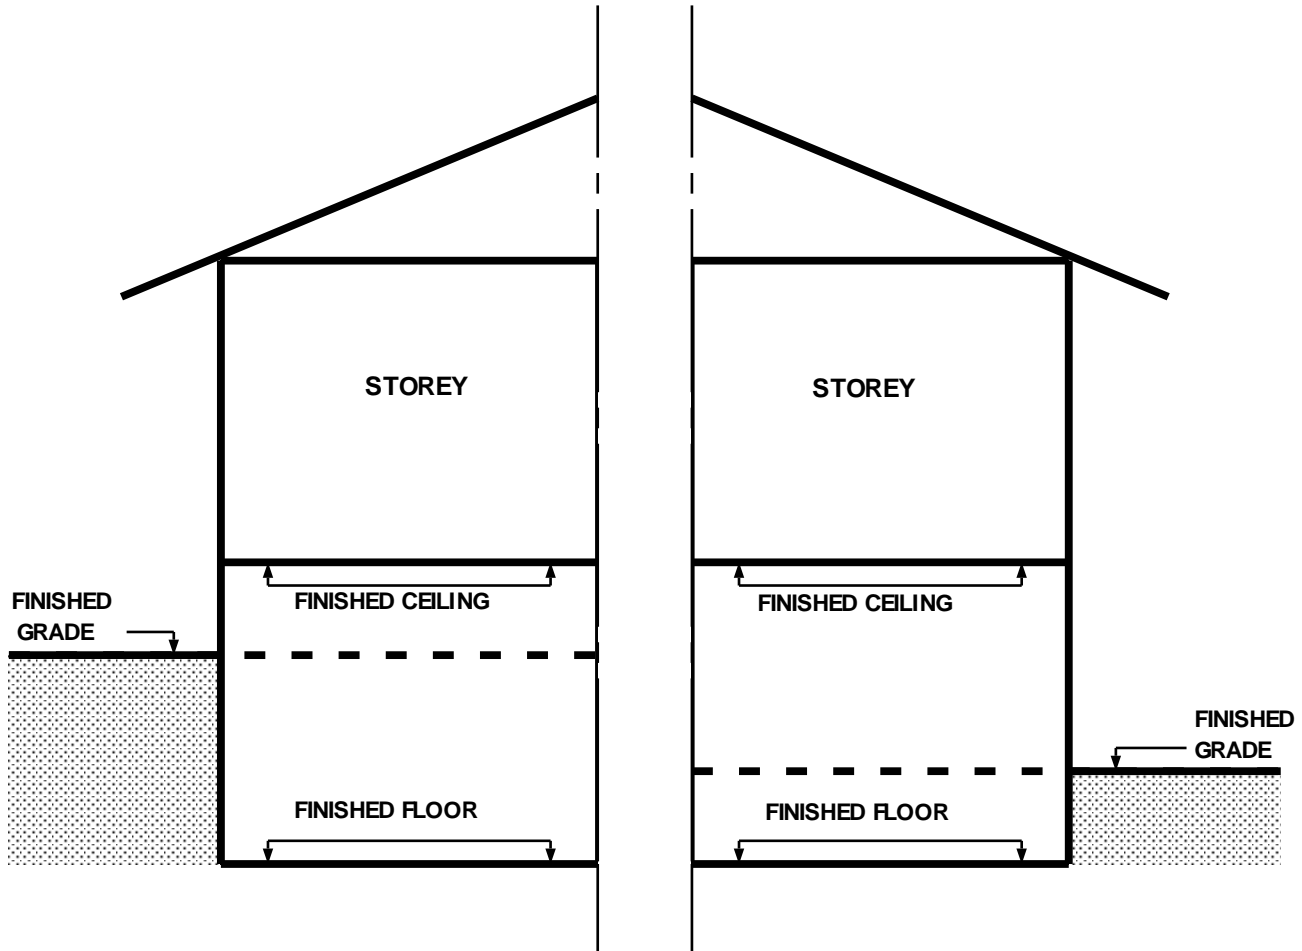 STOREY
STOREY
FINISHED CEILING
FINISHED CEILING
FINISHED
GRADE
FINISHED
GRADE
FINISHED FLOOR
FINISHED FLOOR